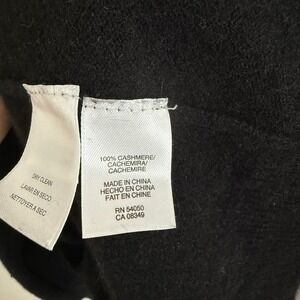 DRY CLEAN
LAVAR EN SECO
NETTOYER A SEC
100% CASHMERE/
CACHEMIRA/
CACHEMIRE
MADE IN CHINA
HECHO EN CHINA
FAIT EN CHINE
RN 54050
CA 08349